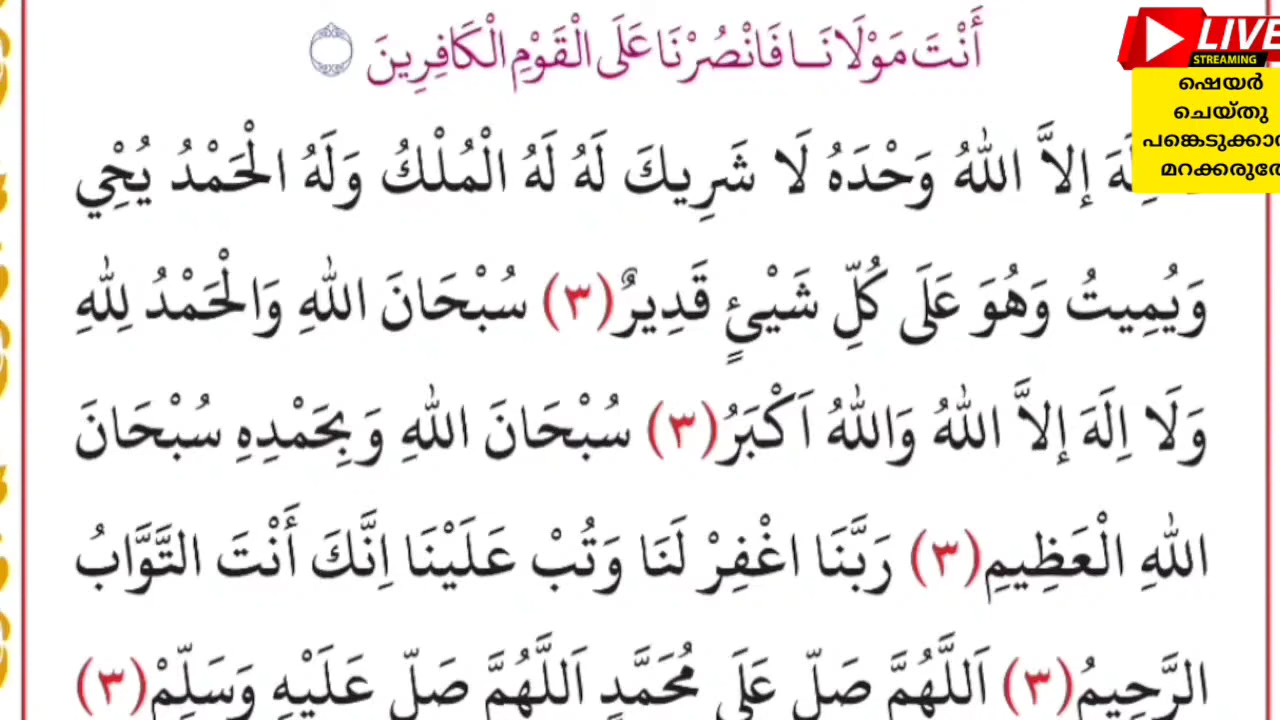 أَنْتَ مَوْلَانَا فَانْصُرْنَا عَلَى الْقَوْمِ الْكَافِرِينَ
LIVE
STREAMING
ഷെയർ
ചെയ്തു
മറക്കരുതേ
إِلاَّ اللهُ وَحْدَهُ لَا شَرِيكَ لَهُ لَهُ الْمُلْكُ وَلَهُ الْحَمْدُ يُحْيِي
وَيُمِيتُ وَهُوَ عَلَى كُلِّ شَيْئٍ قَدِيرٌ (٣) سُبْحَانَ اللهِ وَالْحَمْدُ لِلهِ
وَلَا اِلَهَ إِلاَّ اللهُ وَاللهُ اَكْبَرُ (٣) سُبْحَانَ اللهِ وَبِحَمْدِهِ سُبْحَانَ
اللهِ الْعَظِيمِ (٣) رَبَّنَا اغْفِرْ لَنَا وَتُبْ عَلَيْنَا اِنَّكَ أَنْتَ التَّوَّابُ
الرَّحِيمُ (٣) اَللَّهُمَّ صَلِّ عَلَى مُحَمَّدٍ اَللَّهُمَّ صَلِّ عَلَيْهِ وَسَلِّمْ (٣)